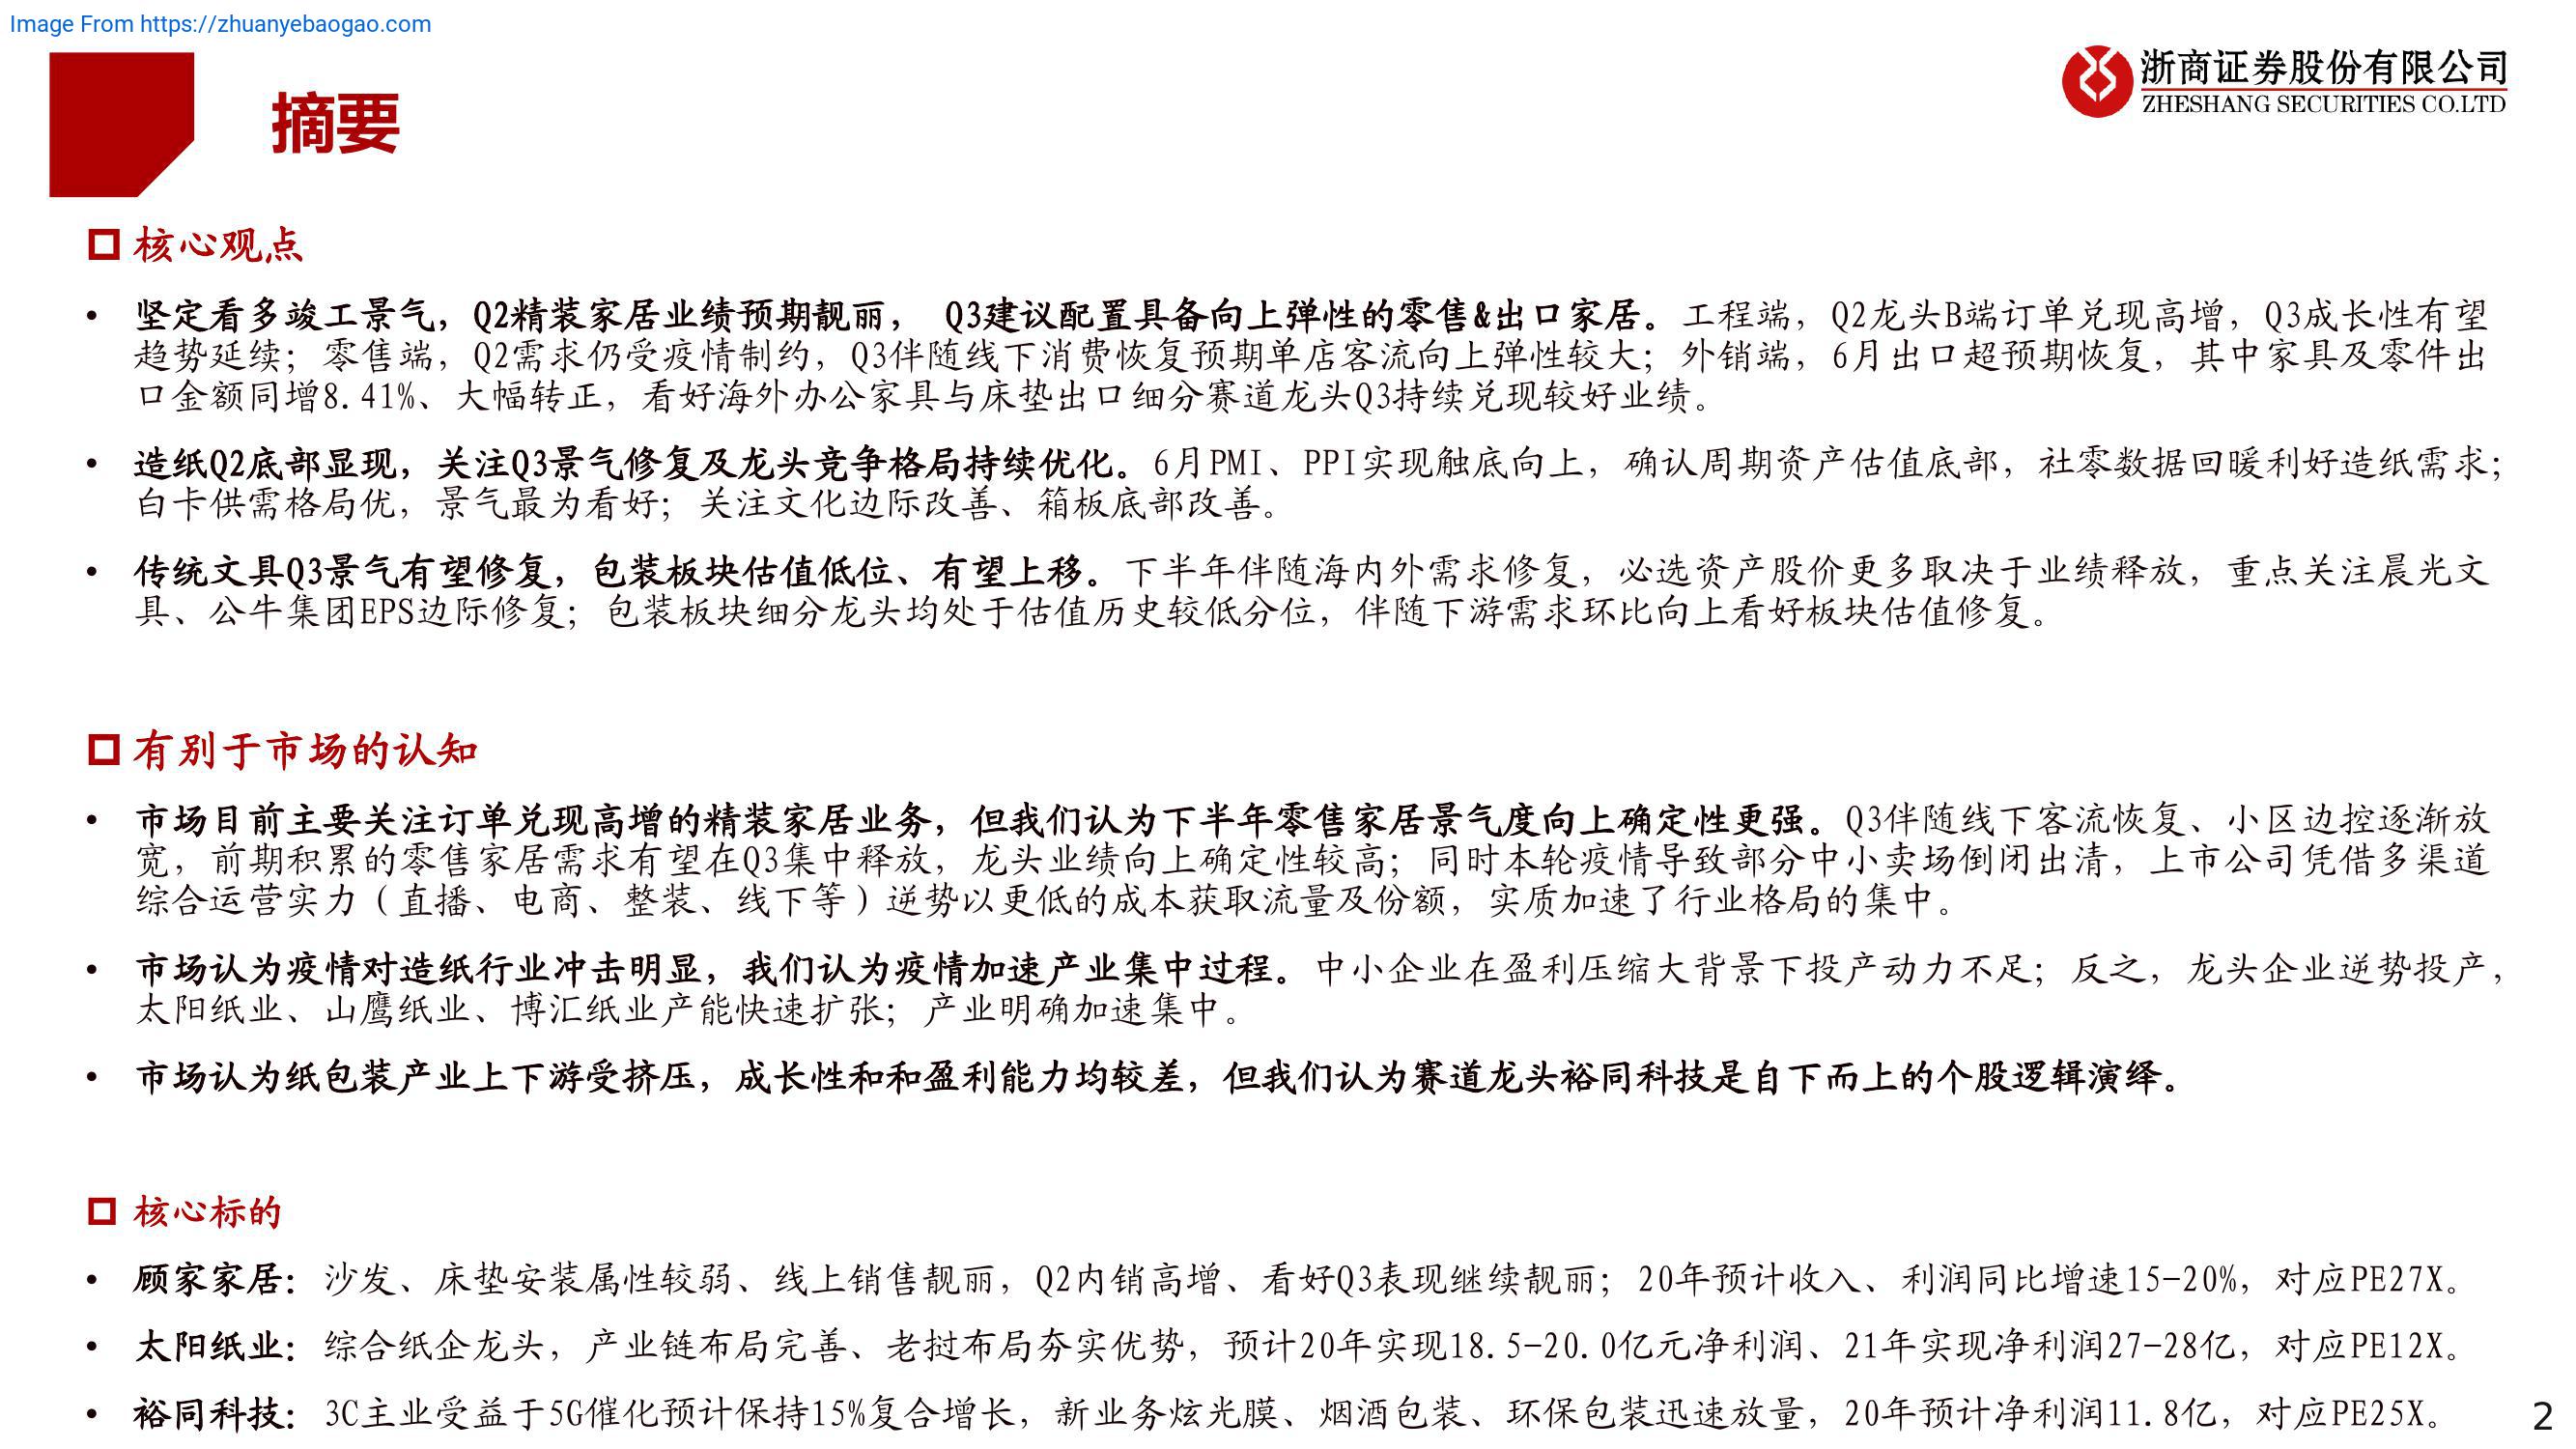 Image From https://zhuanyebaogao.com
浙商证券股份有限公司
ZHESHANG SECURITIES CO.LTD
摘要
核心观点
• 坚定看多竣工景气，Q2精装家居业绩预期靓丽， Q3建议配置具备向上弹性的零售&出口家居。工程端，Q2龙头B端订单兑现高增，Q3成长性有望
趋势延续；零售端，Q2需求仍受疫情制约，Q3伴随线下消费恢复预期单店客流向上弹性较大；外销端，6月出口超预期恢复，其中家具及零件出
口金额同增8.41%、大幅转正，看好海外办公家具与床垫出口细分赛道龙头Q3持续兑现较好业绩。
• 造纸Q2底部显现，关注Q3景气修复及龙头竞争格局持续优化。6月PMI、PPI实现触底向上，确认周期资产估值底部，社零数据回暖利好造纸需求；
白卡供需格局优，景气最为看好；关注文化边际改善、箱板底部改善。
• 传统文具Q3景气有望修复，包装板块估值低位、有望上移。下半年伴随海内外需求修复，必选资产股价更多取决于业绩释放，重点关注晨光文
具、公牛集团EPS边际修复；包装板块细分龙头均处于估值历史较低分位，伴随下游需求环比向上看好板块估值修复。
有别于市场的认知
• 市场目前主要关注订单兑现高增的精装家居业务，但我们认为下半年零售家居景气度向上确定性更强。Q3伴随线下客流恢复、小区边控逐渐放
宽，前期积累的零售家居需求有望在Q3集中释放，龙头业绩向上确定性较高；同时本轮疫情导致部分中小卖场倒闭出清，上市公司凭借多渠道
综合运营实力（直播、电商、整装、线下等）逆势以更低的成本获取流量及份额，实质加速了行业格局的集中。
• 市场认为疫情对造纸行业冲击明显，我们认为疫情加速产业集中过程。中小企业在盈利压缩大背景下投产动力不足；反之，龙头企业逆势投产，
太阳纸业、山鹰纸业、博汇纸业产能快速扩张；产业明确加速集中。
• 市场认为纸包装产业上下游受挤压，成长性和和盈利能力均较差，但我们认为赛道龙头裕同科技是自下而上的个股逻辑演绎。
核心标的
• 顾家家居：沙发、床垫安装属性较弱、线上销售靓丽，Q2内销高增、看好Q3表现继续靓丽；20年预计收入、利润同比增速15-20%，对应PE27X。
• 太阳纸业：综合纸企龙头，产业链布局完善、老挝布局夯实优势，预计20年实现18.5-20.0亿元净利润、21年实现净利润27-28亿，对应PE12X。
• 裕同科技：3C主业受益于5G催化预计保持15%复合增长，新业务炫光膜、烟酒包装、环保包装迅速放量，20年预计净利润11.8亿，对应PE25X。
2